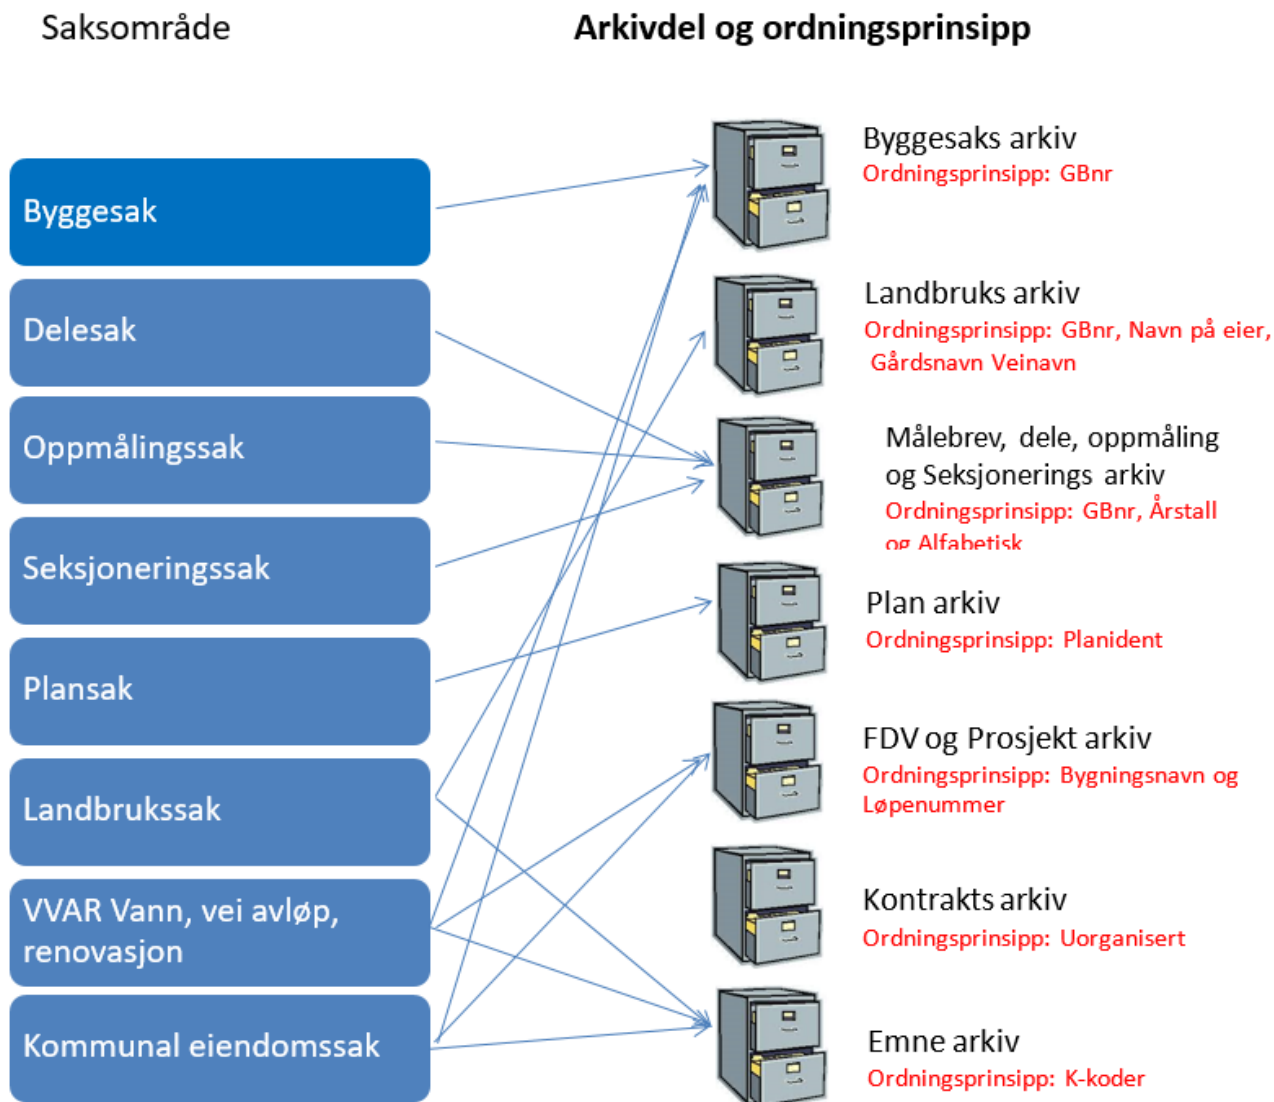 Saksområde
Arkivdel og ordningsprinsipp
Byggesak
Delesak
Oppmålingssak
Seksjoneringssak
Plansak
Landbrukssak
VVAR Vann, vei avløp,
renovasjon
Kommunal eiendomssak
Byggesaks arkiv
Ordningsprinsipp: GBnr
Landbruks arkiv
Ordningsprinsipp: GBnr, Navn på eier,
Gårdsnavn Veinavn
Målebrev, dele, oppmåling
og Seksjonerings arkiv
Ordningsprinsipp: GBnr, Årstall
og Alfabetisk
Plan arkiv
Ordningsprinsipp: Planident
FDV og Prosjekt arkiv
Ordningsprinsipp: Bygningsnavn og
Løpenummer
Kontrakts arkiv
Ordningsprinsipp: Uorganisert
Emne arkiv
Ordningsprinsipp: K-koder